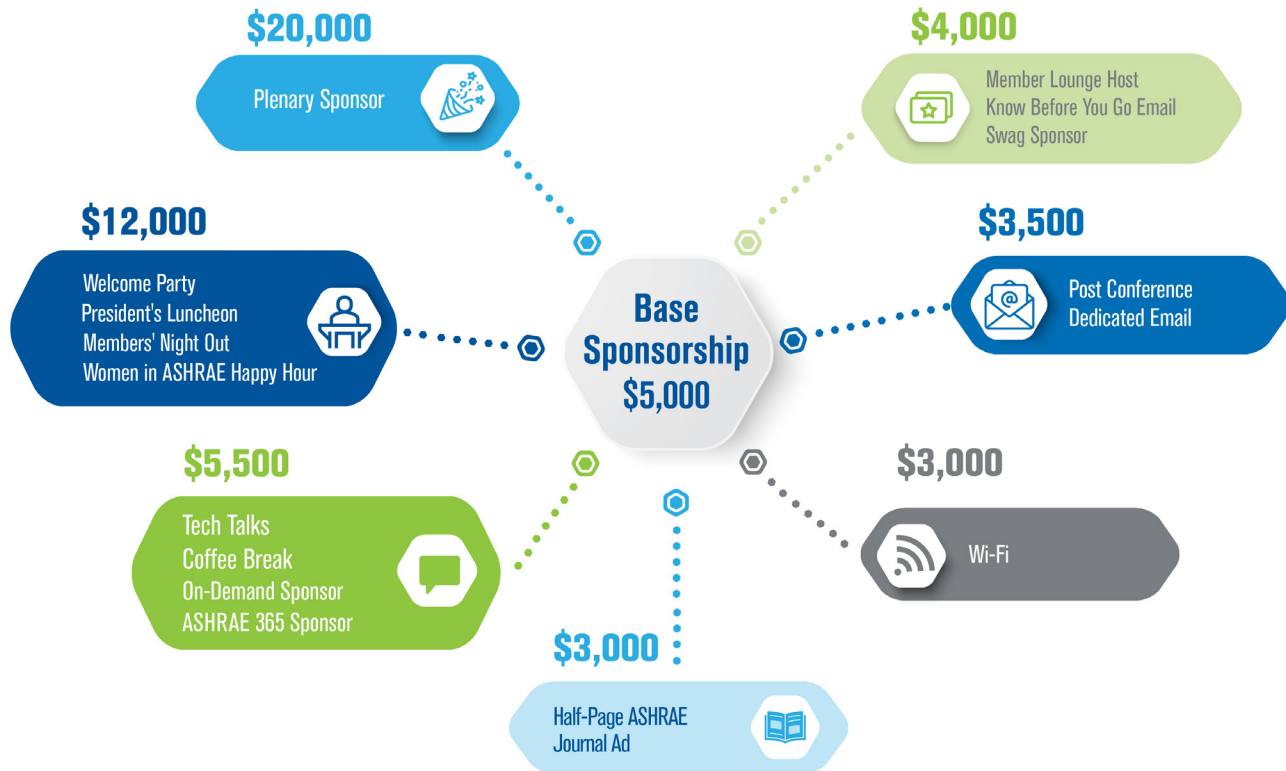 $20,000
Plenary Sponsor
$4,000
Member Lounge Host
Know Before You Go Email
Swag Sponsor
$12,000
Welcome Party
President's Luncheon
Members' Night Out
Women in ASHRAE Happy Hour
Base
Sponsorship
$5,000
$3,500
Post Conference
Dedicated Email
$5,500
Tech Talks
Coffee Break
On-Demand Sponsor
ASHRAE 365 Sponsor
$3,000
Wi-Fi
$3,000
Half-Page ASHRAE
Journal Ad